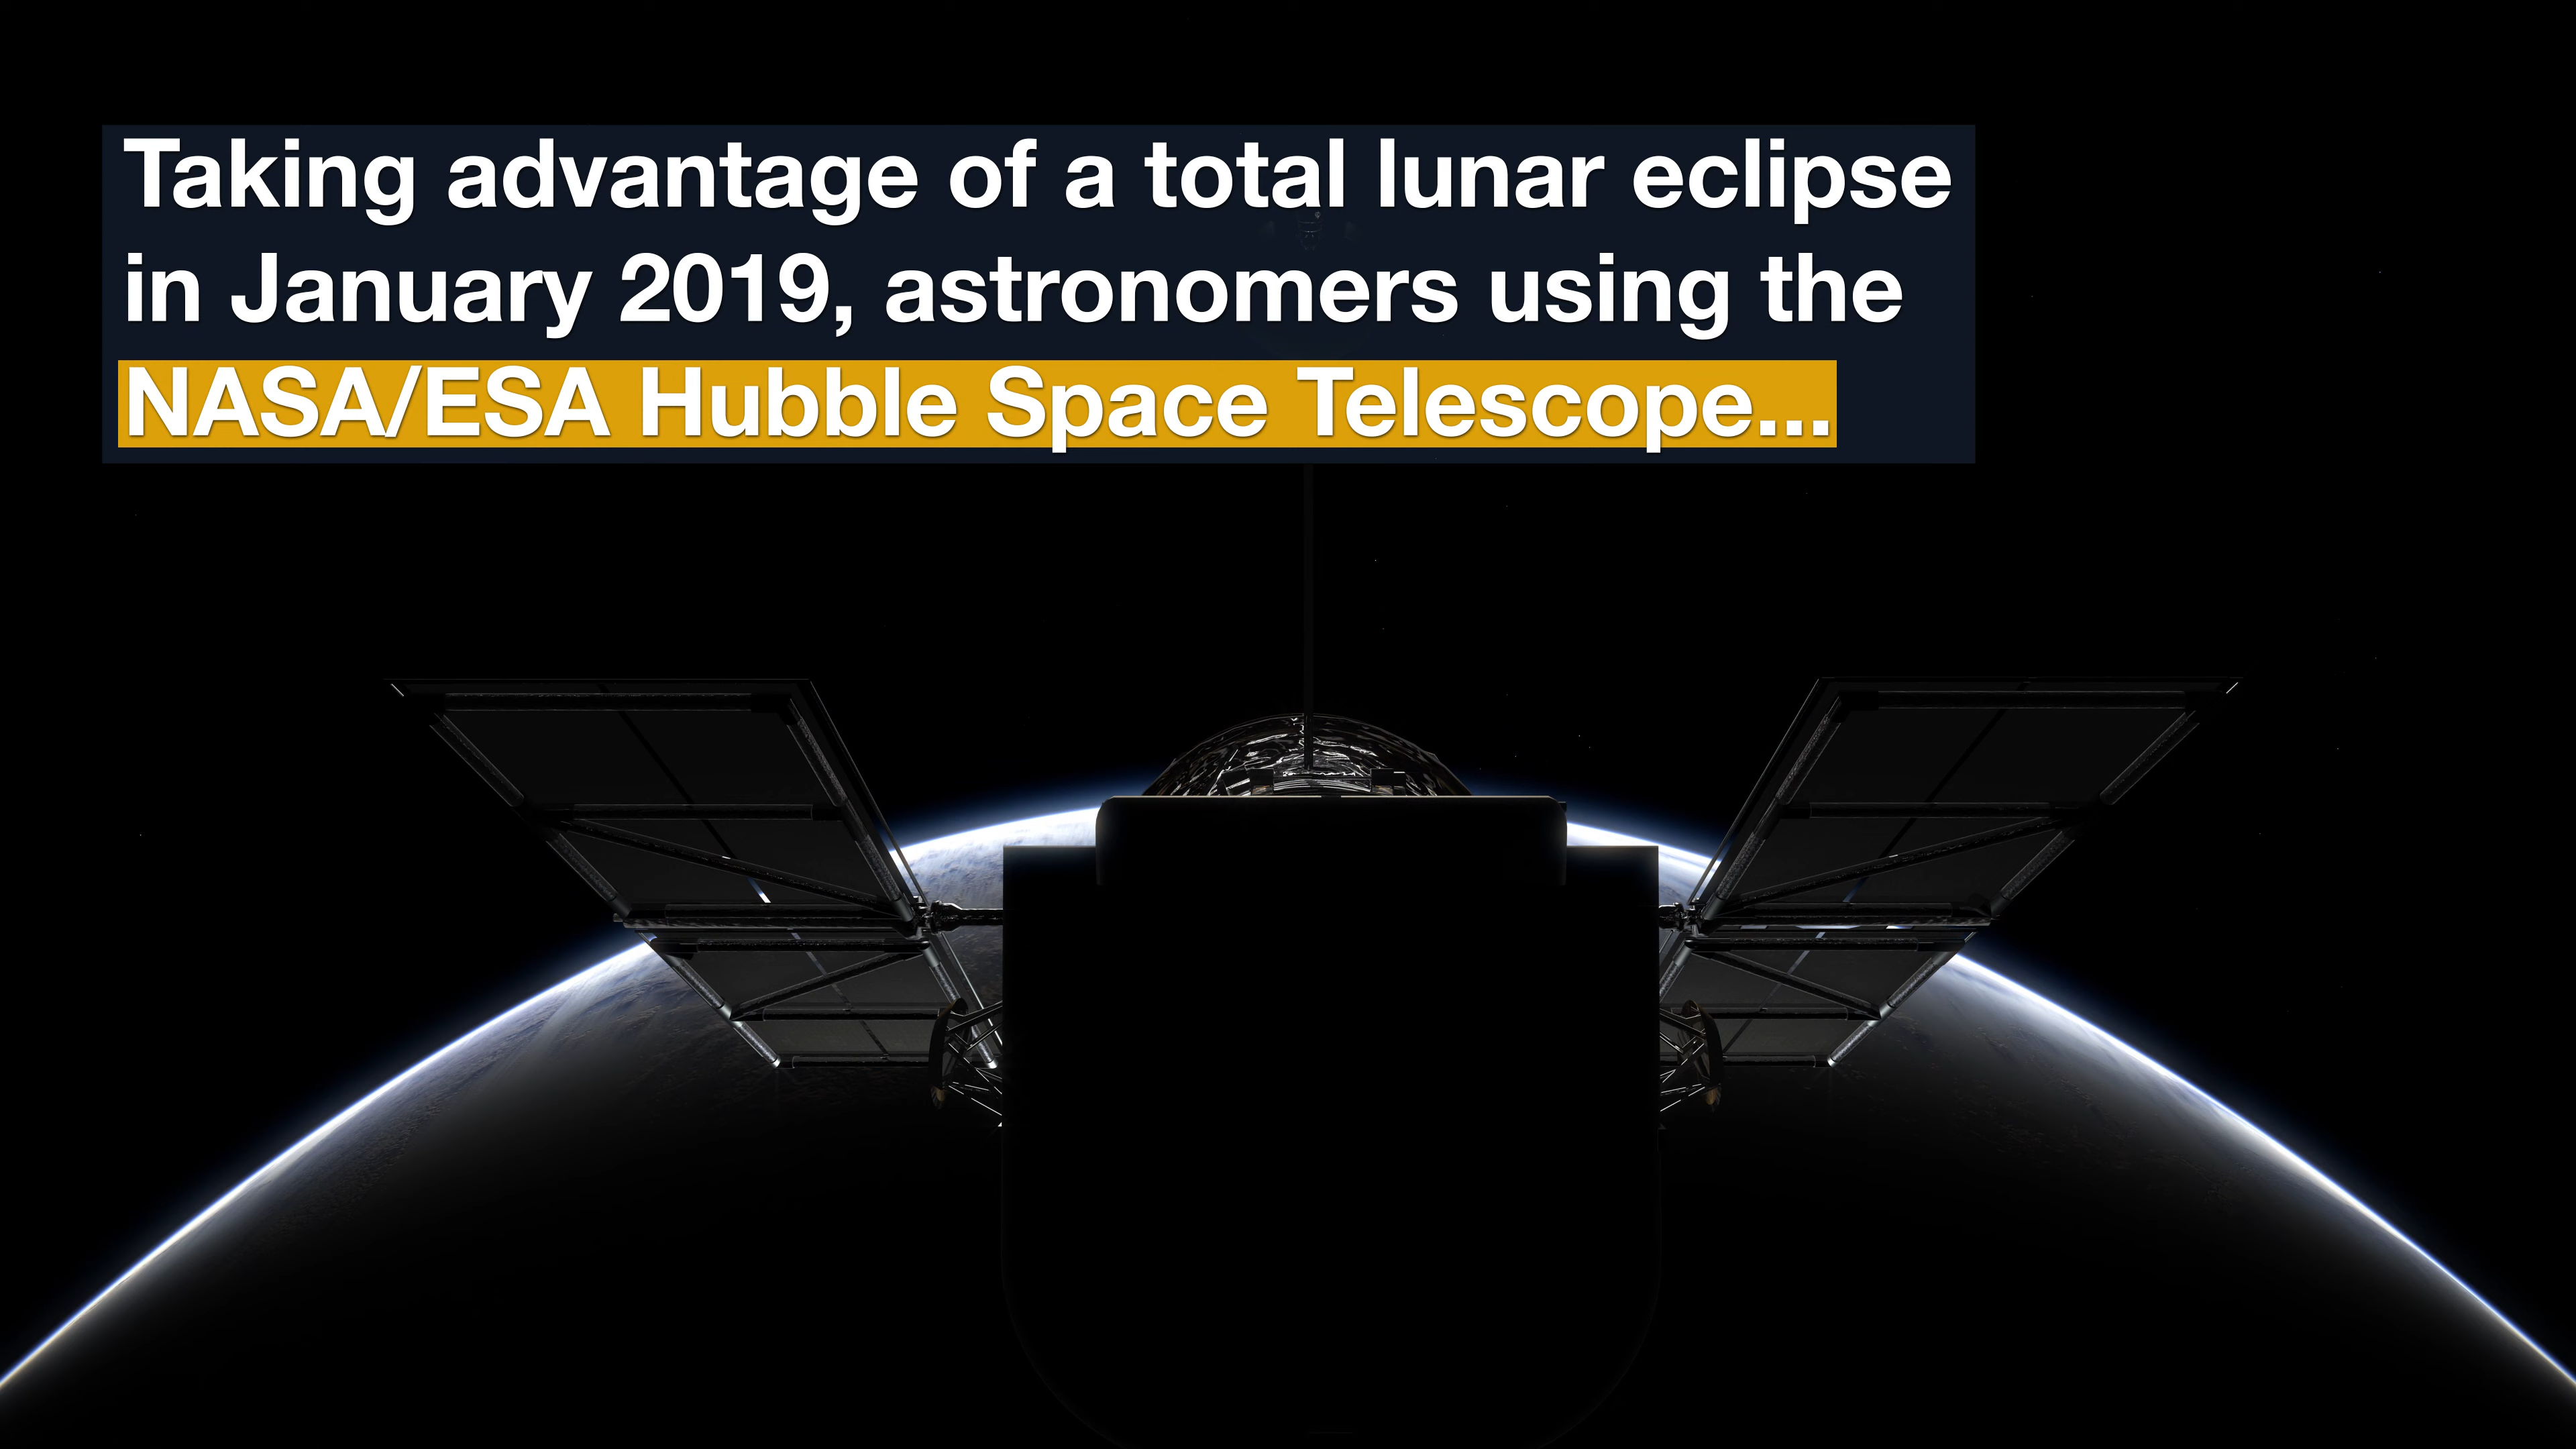 Taking advantage of a total lunar eclipse
in January 2019, astronomers using the
NASA/ESA Hubble Space Telescope...